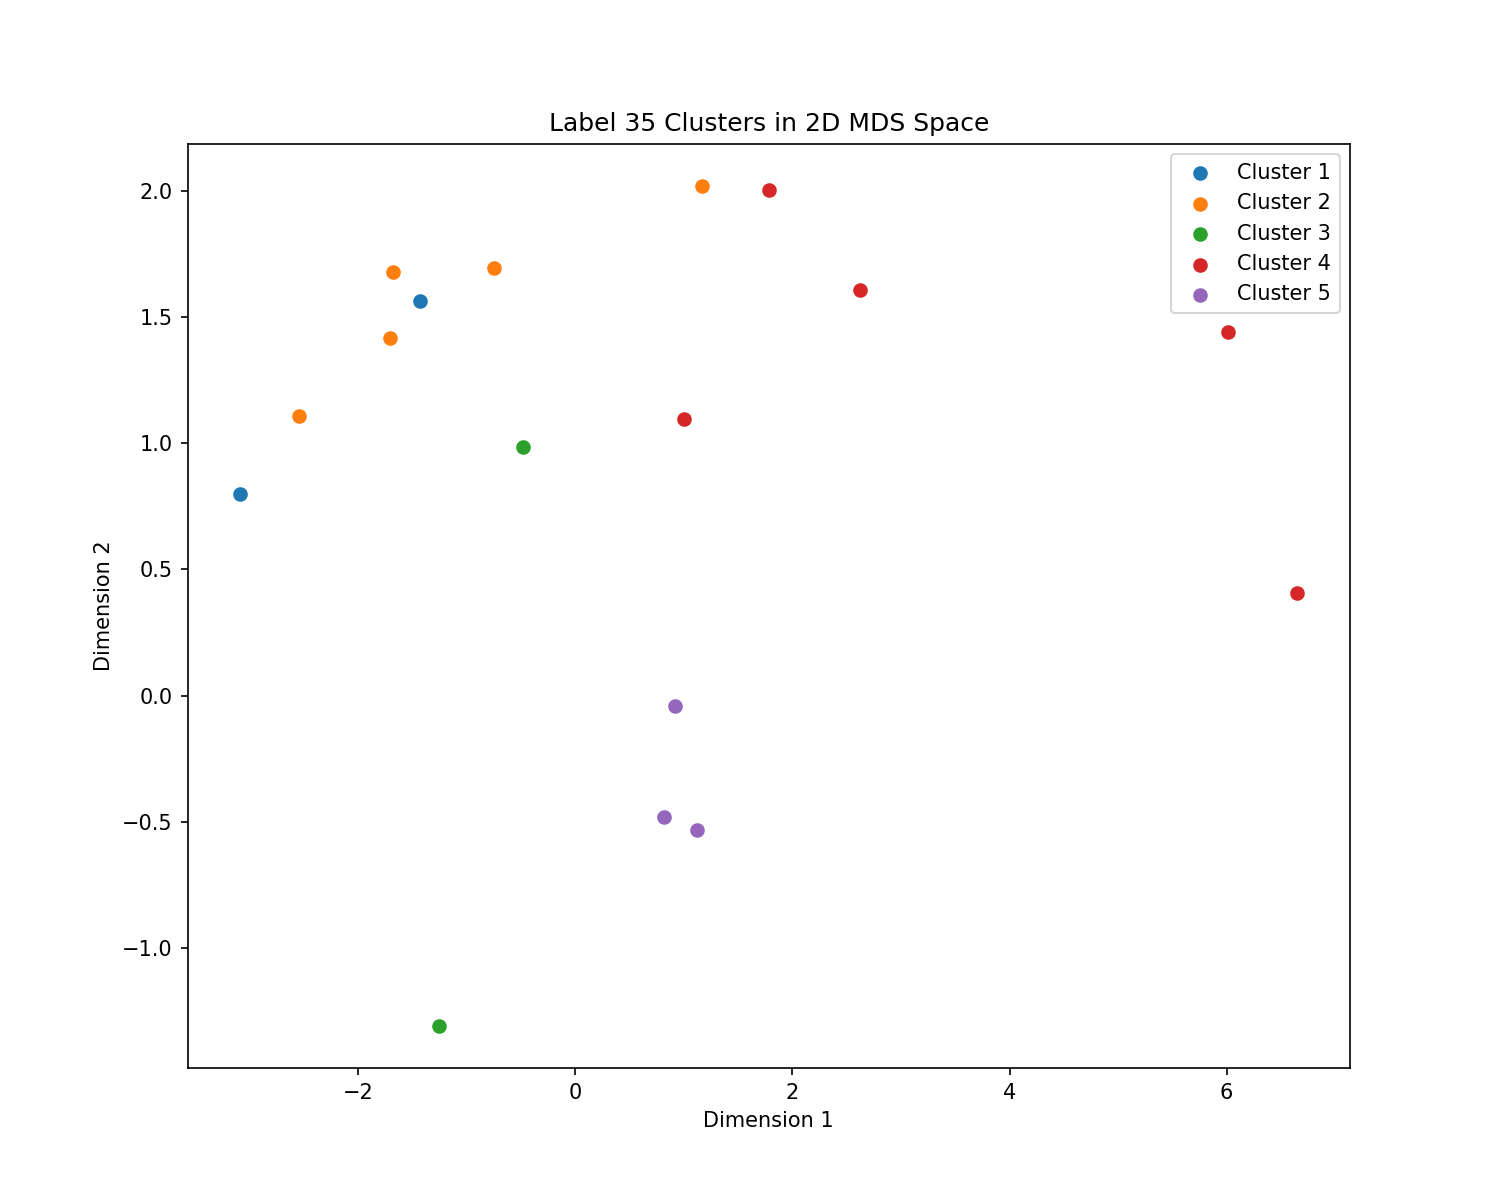 Label 35 Clusters in 2D MDS Space
Cluster 1
Cluster 2
Cluster 3
Cluster 4
Cluster 5
2.0
1.5
1.0
0.5
0.0
−0.5
−1.0
Dimension 2
−2
0
2
4
6
Dimension 1